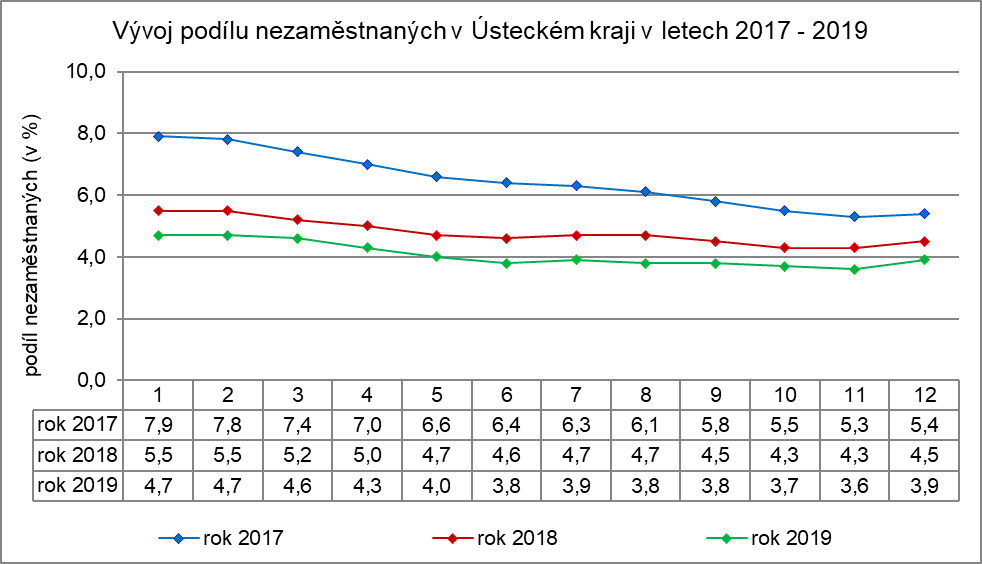 Vývoj podílu nezaměstnaných v Ústeckém kraji v letech 2017 - 2019
podíl nezaměstnaných (v %)
10,0
8,0
6,0
4,0
2,0
0,0
1 2 3 4 5 6 7 8 9 10 11 12
rok 2017 7,9 7,8 7,4 7,0 6,6 6,4 6,3 6,1 5,8 5,5 5,3 5,4
rok 2018 5,5 5,5 5,2 5,0 4,7 4,6 4,7 4,7 4,5 4,3 4,3 4,5
rok 2019 4,7 4,7 4,6 4,3 4,0 3,8 3,9 3,8 3,8 3,7 3,6 3,9
rok 2017 rok 2018 rok 2019